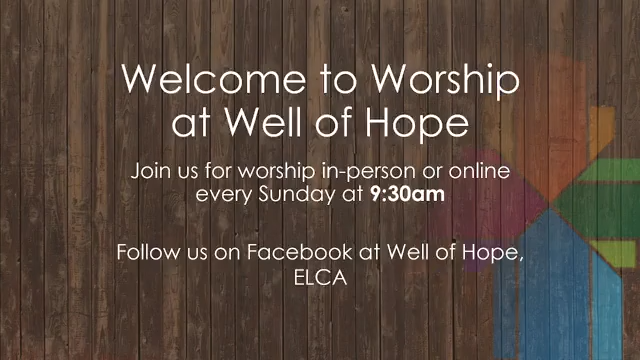 Welcome to Worship
at Well of Hope
Join us for worship in-person or online
every Sunday at 9:30am
Follow us on Facebook at Well of Hope,
ELCA